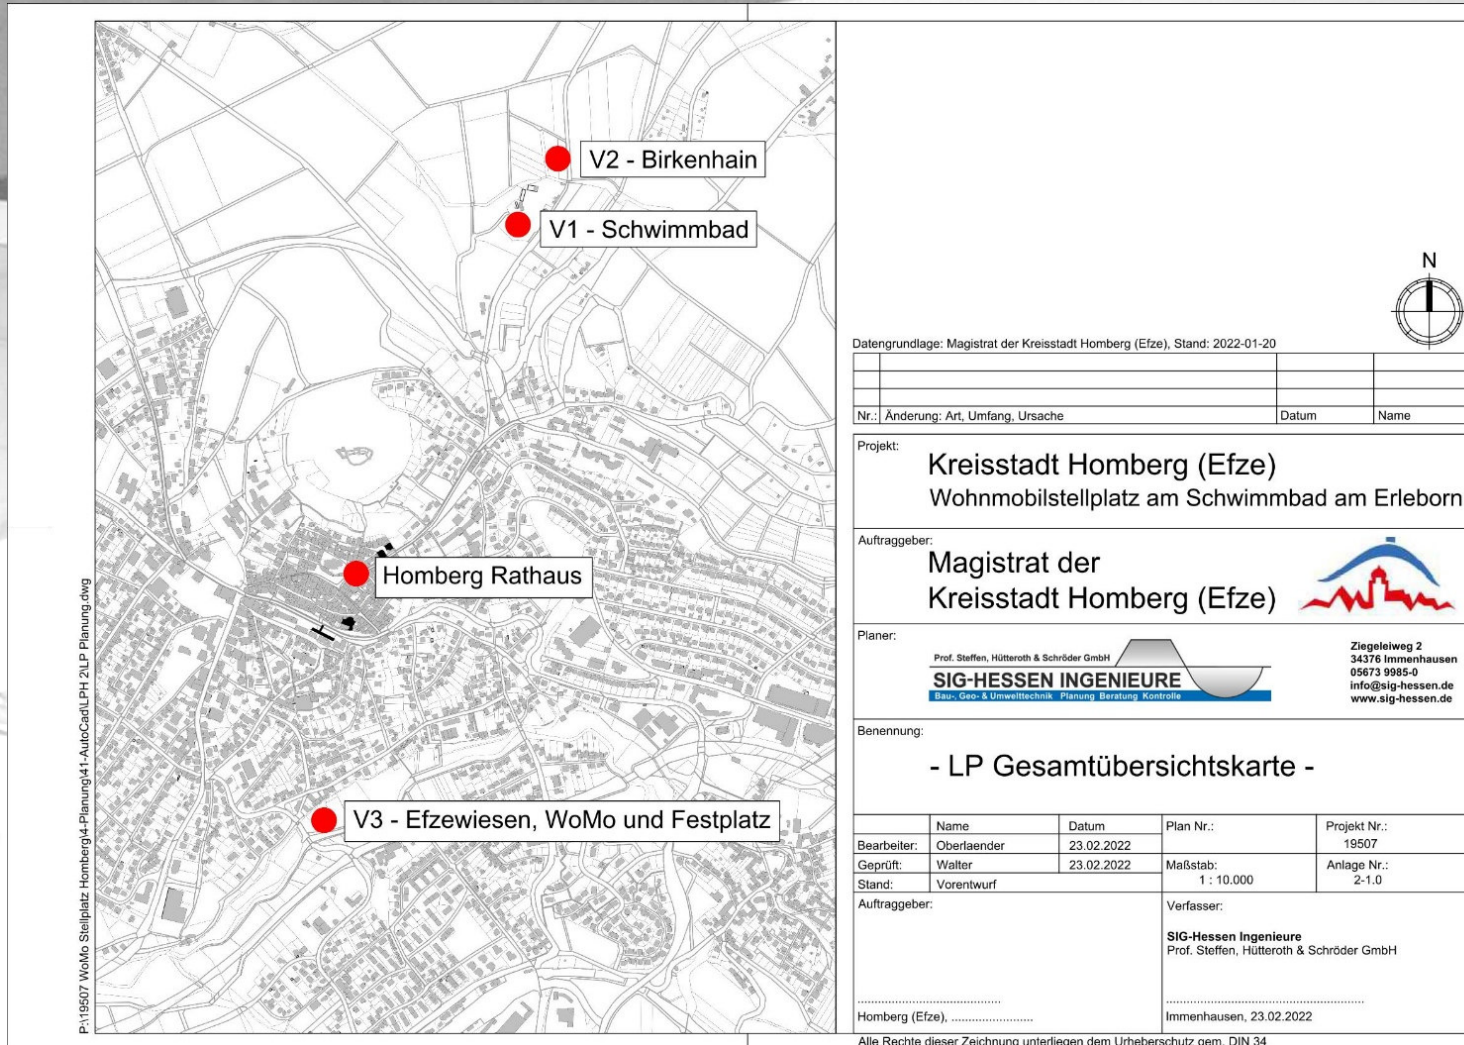 V2 - Birkenhain
V1 - Schwimmbad
Homberg Rathaus
V3 - Efzewiesen, WoMo und Festplatz
P:\19507 WoMo Stellplatz Homberg\4-Planung\41-AutoCad\LPH 2\LP Planung.dwg
N
Datengrundlage: Magistrat der Kreisstadt Homberg (Efze), Stand: 2022-01-20
Nr.: Änderung: Art, Umfang, Ursache Datum Name
Projekt:
Kreisstadt Homberg (Efze)
Wohnmobilstellplatz am Schwimmbad am Erleborn
Auftraggeber:
Magistrat der
Kreisstadt Homberg (Efze)
Planer:
Prof. Steffen, Hütteroth & Schröder GmbH
SIG-HESSEN INGENIEURE
Bau-, Geo- & Umwelttechnik Planung Beratung Kontrolle
Ziegeleiweg 2
34376 Immenhausen
05673 9985-0
info@sig-hessen.de
www.sig-hessen.de
Benennung:
- LP Gesamtübersichtskarte -
Name Datum Plan Nr.: Projekt Nr.:
Bearbeiter: Oberlaender 23.02.2022 19507
Geprüft: Walter 23.02.2022 Maßstab: Anlage Nr.:
Stand: Vorentwurf 1 : 10.000 2-1.0
Auftraggeber:
Verfasser:
SIG-Hessen Ingenieure
Prof. Steffen, Hütteroth & Schröder GmbH
Homberg (Efze), ........................
Immenhausen, 23.02.2022
Alle Rechte dieser Zeichnung unterliegen dem Urheberschutz gem. DIN 34